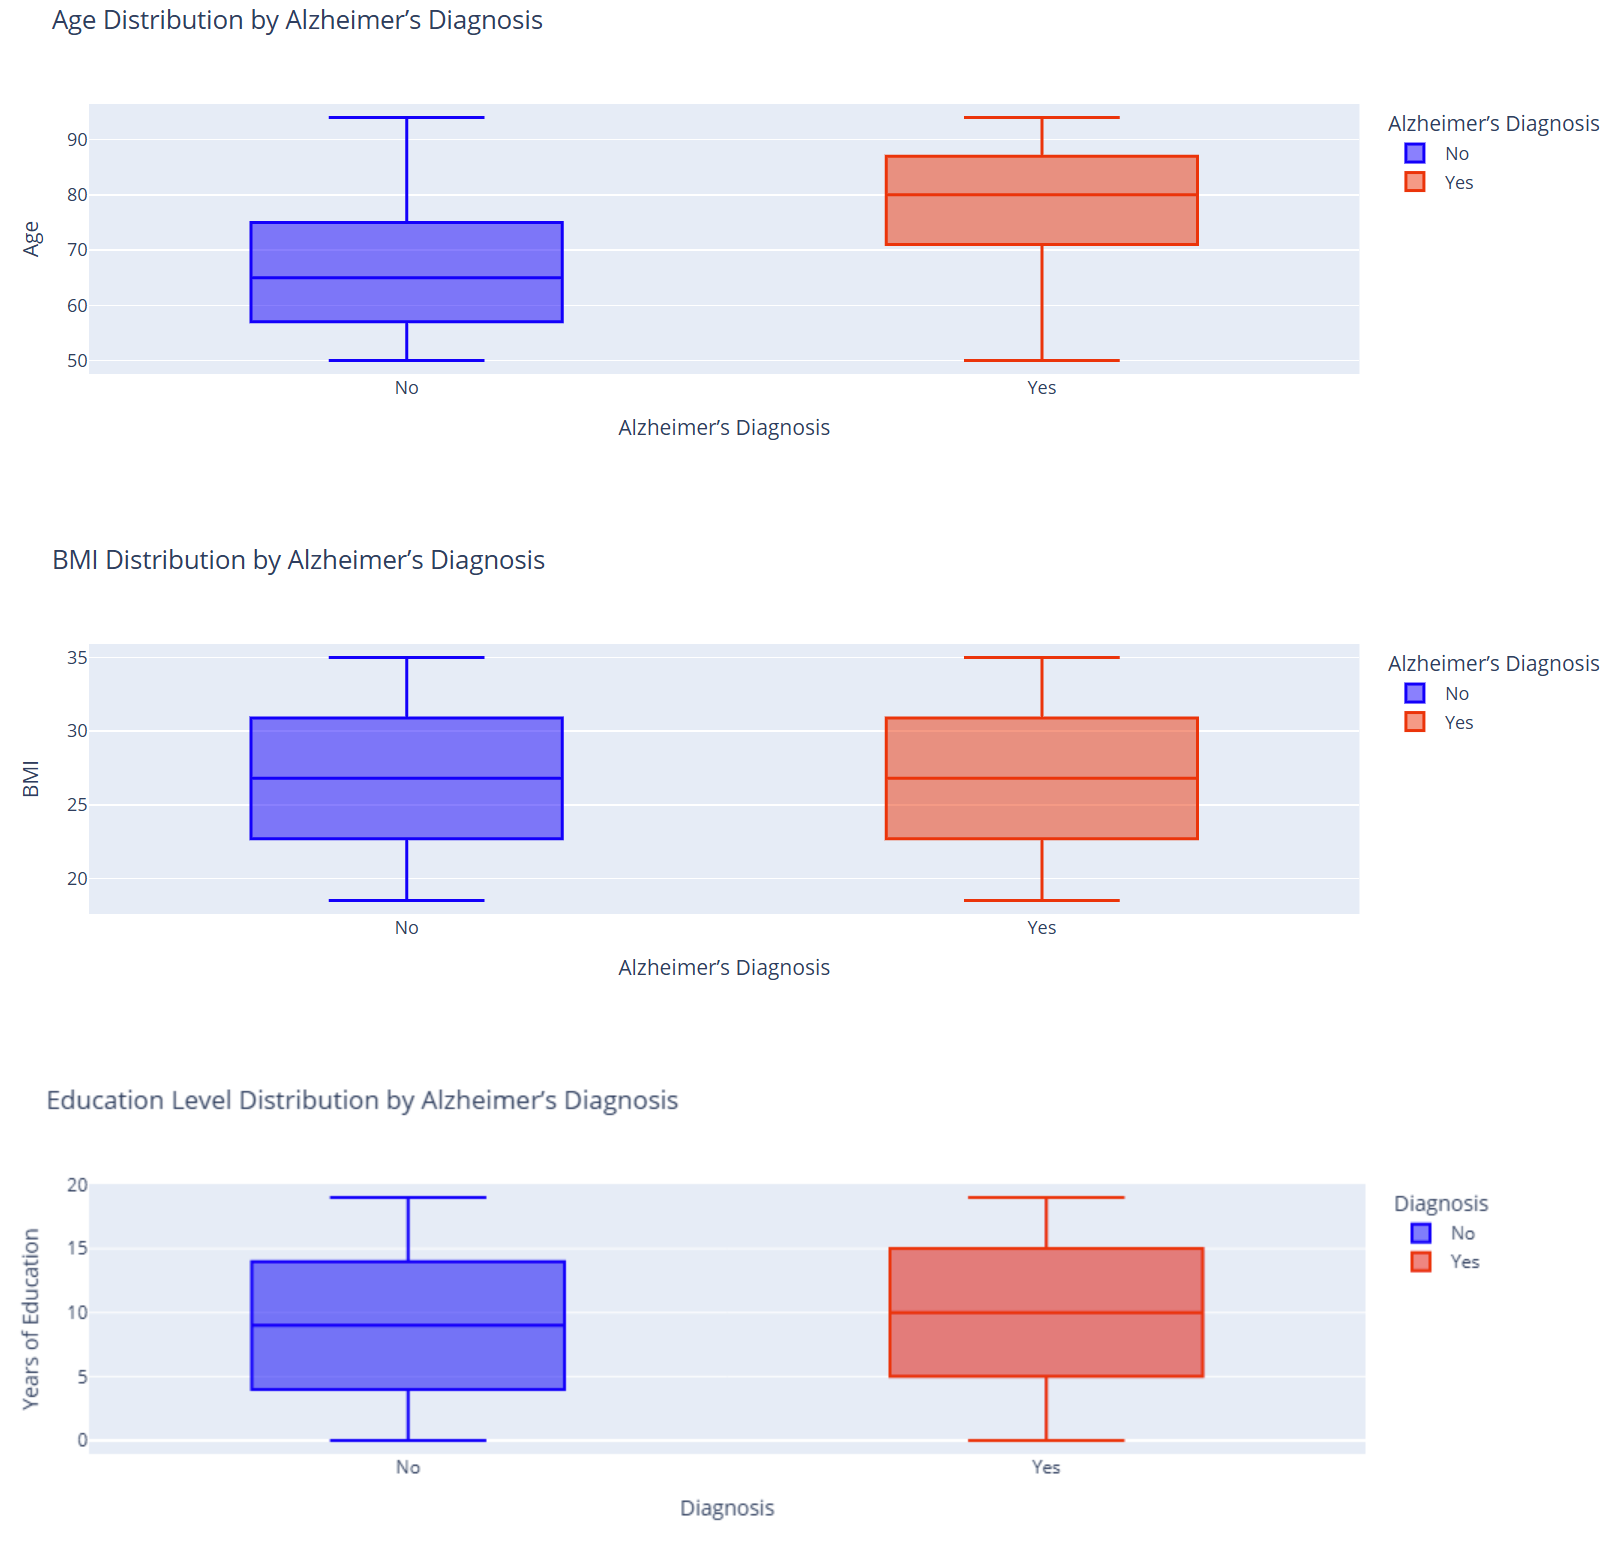 Age Distribution by Alzheimer’s Diagnosis
Alzheimer’s Diagnosis
No
Yes
90
80
70
60
50
Age
No
Yes
Alzheimer’s Diagnosis
BMI Distribution by Alzheimer’s Diagnosis
Alzheimer’s Diagnosis
No
Yes
35
30
25
20
BMI
No
Yes
Alzheimer’s Diagnosis
Education Level Distribution by Alzheimer’s Diagnosis
Diagnosis
No
Yes
20
15
10
5
0
Years of Education
No
Yes
Diagnosis